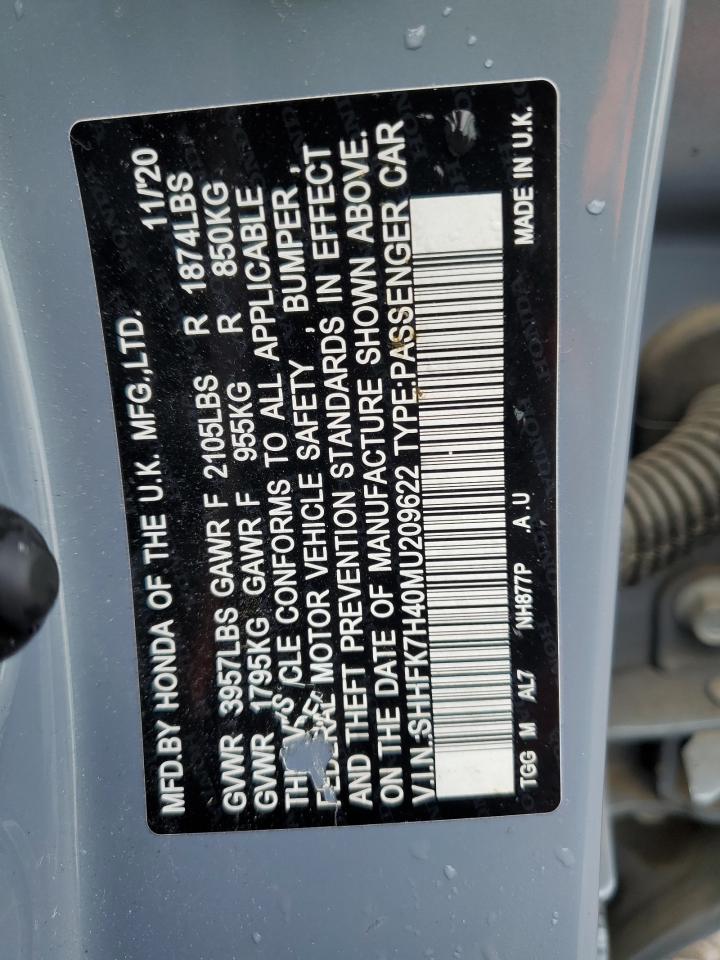 MFD.BY HONDA OF THE U.K. MFG.,LTD. 11/'20
GVWR 3957LBS GAWR F 2105LBS R 1874LBS
GVWR 1795KG GAWR F 955KG R 850KG
CONFORMS TO ALL APPLICABLE
MOTOR VEHICLE SAFETY , BUMPER ,
AND THEFT PREVENTION STANDARDS IN EFFECT
ON THE DATE OF MANUFACTURE SHOWN ABOVE.
V.I.N.:SHHFK7H40MU209622 TYPE:PASSENGER CAR
TGG M AL7 NH877P .A .U MADE IN U.K.